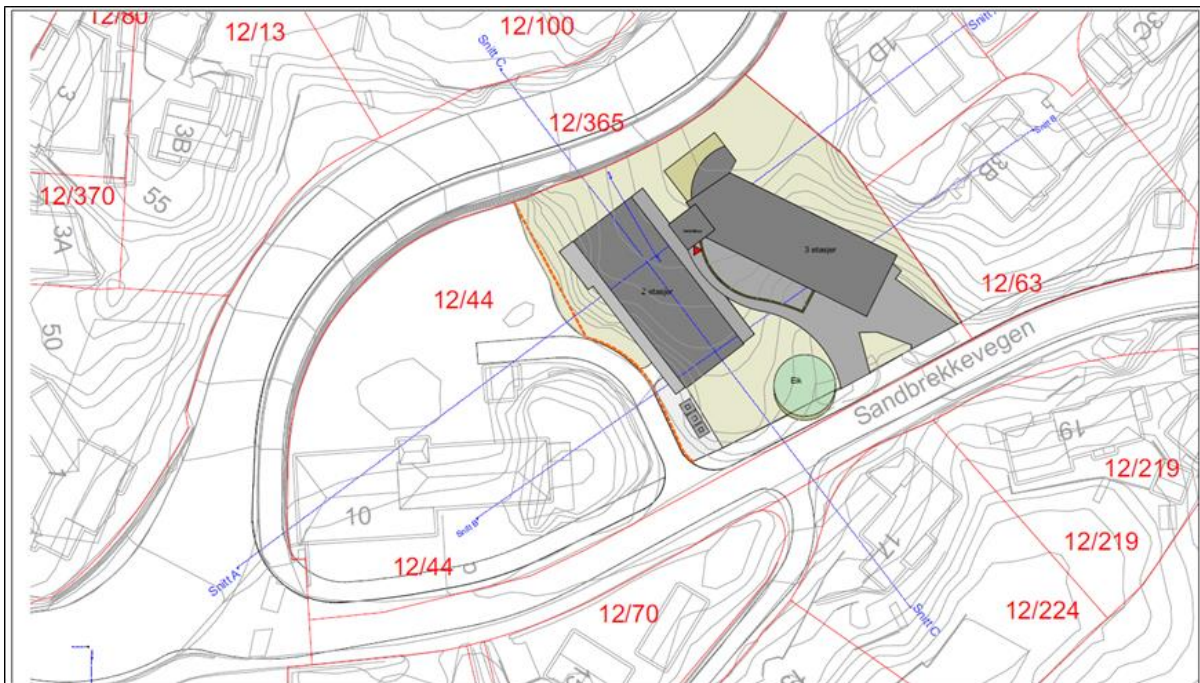 12/80
12/13
12/100
Snitt C
3C
1D
3
3B
12/365
Snitt B
3B
12/370
55
3A
3 etasjer
12/44
2 etasjer
12/63
50
Sandbrekkevegen
Eik
19
12/219
1
10
Snitt B
17
12/219
Snitt A
12/44
12/70
Snitt C
12/224